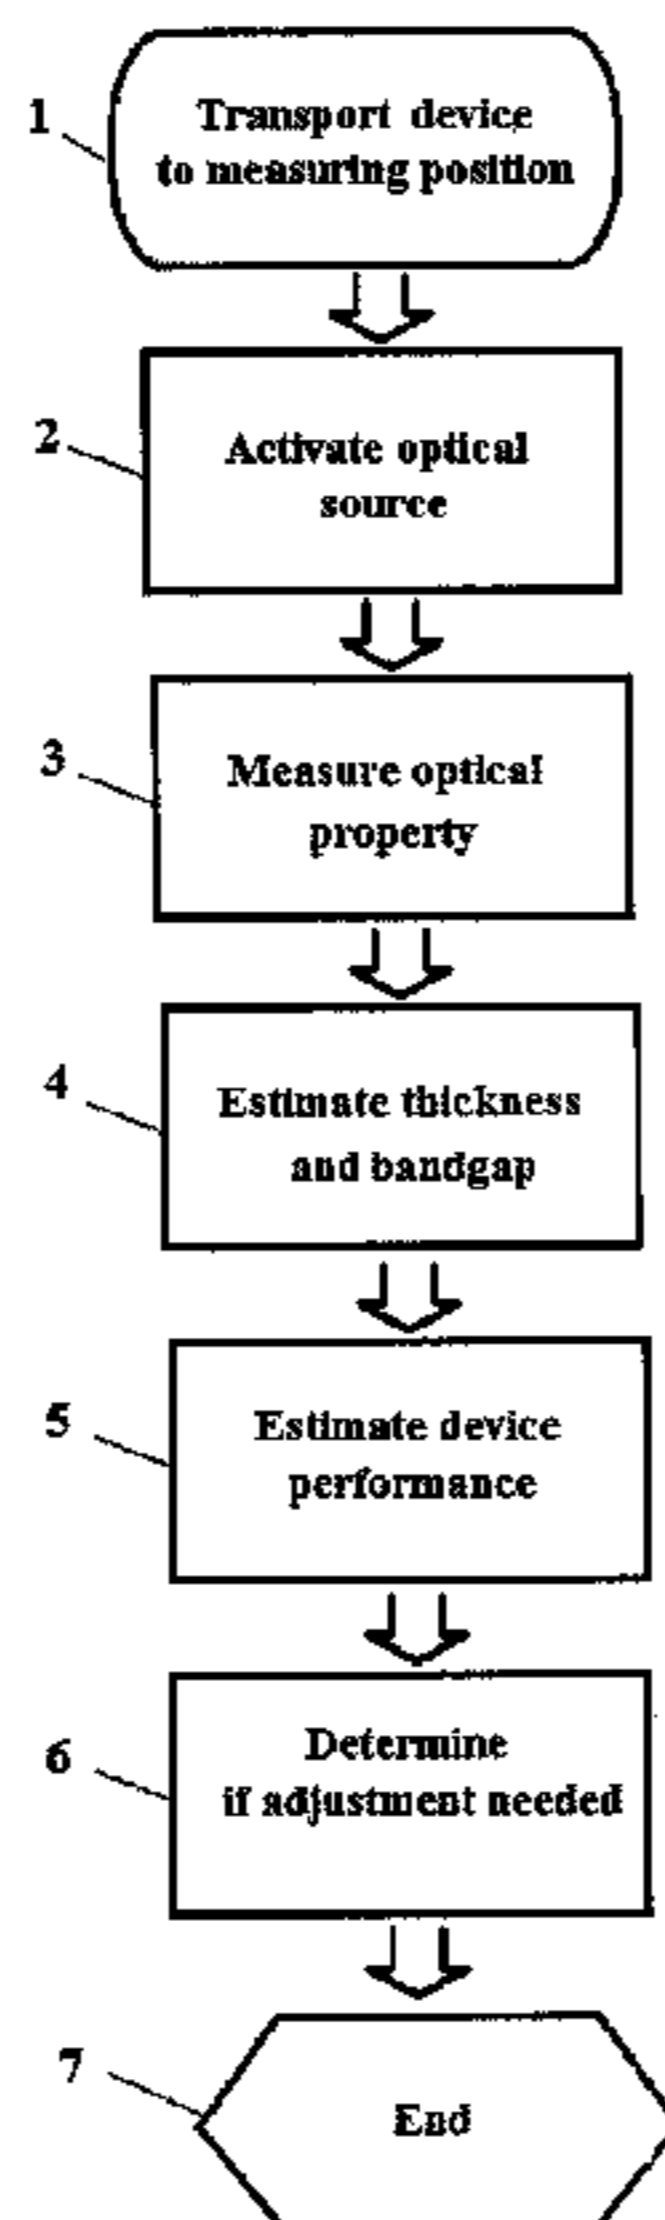 1
Transport device
to measuring position
2
Activate optical
source
3
Measure optical
property
4
Estimate thickness
and bandgap
5
Estimate device
performance
6
Determine
if adjustment needed
7
End